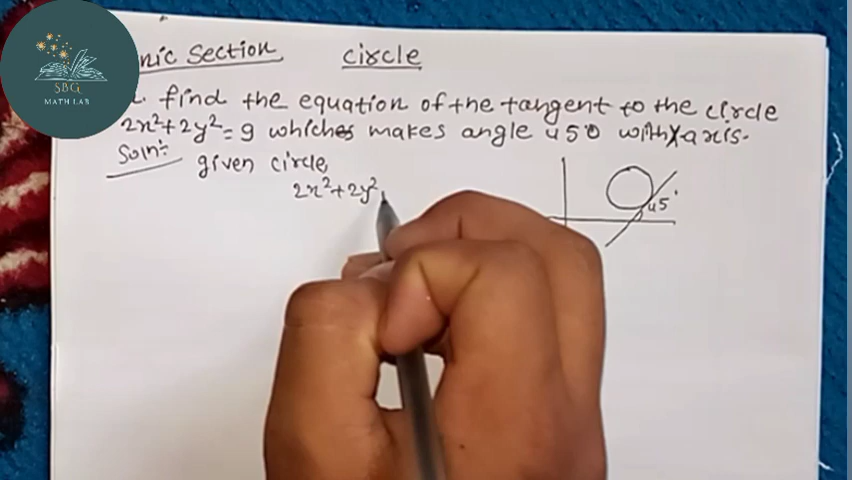 nic Section circle
find the equation of the tangent to the circle
2x²+2y²=9 which makes angle 45° with X-axis.
Soln:-
given circle,
2x²+2y²
45°
SBG
MATH LAB